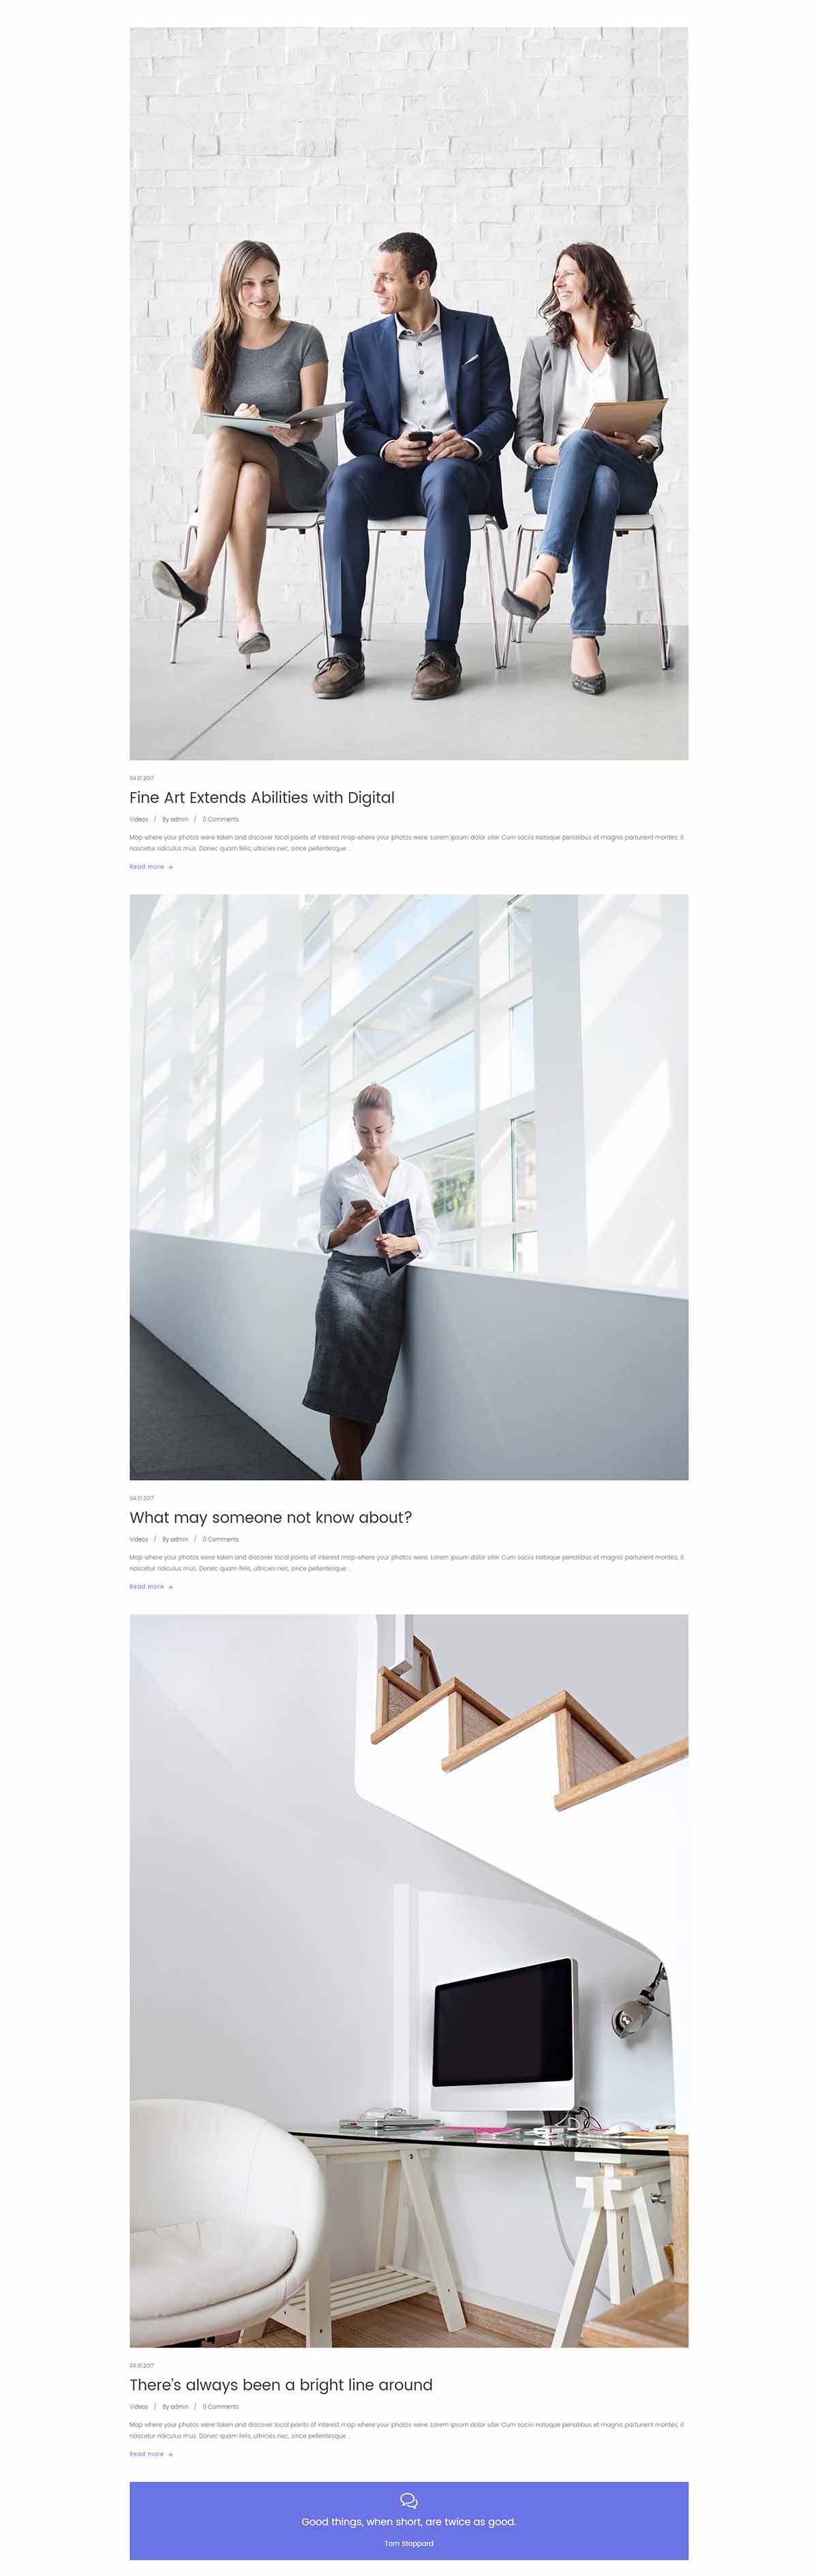 04.01.2017
Fine Art Extends Abilities with Digital
Videos / By admin / 0 Comments
Map where your photos were taken and discover local points of interest map where your photos were. Lorem ipsum dolor siter Cum sociis natoque penatibus et magnis parturient montes, it
nascetur ridiculus mus. Donec quam felis, ultricies nec, since pellentesque ...
Read more →
04.01.2017
What may someone not know about?
Videos / By admin / 0 Comments
Map where your photos were taken and discover local points of interest map where your photos were. Lorem ipsum dolor siter Cum sociis natoque penatibus et magnis parturient montes, it
nascetur ridiculus mus. Donec quam felis, ultricies nec, since pellentesque ...
Read more →
04.01.2017
There's always been a bright line around
Videos / By admin / 0 Comments
Map where your photos were taken and discover local points of interest map where your photos were. Lorem ipsum dolor siter Cum sociis natoque penatibus et magnis parturient montes, it
nascetur ridiculus mus. Donec quam felis, ultricies nec, since pellentesque ...
Read more →
Good things, when short, are twice as good.
Tom Stoppard